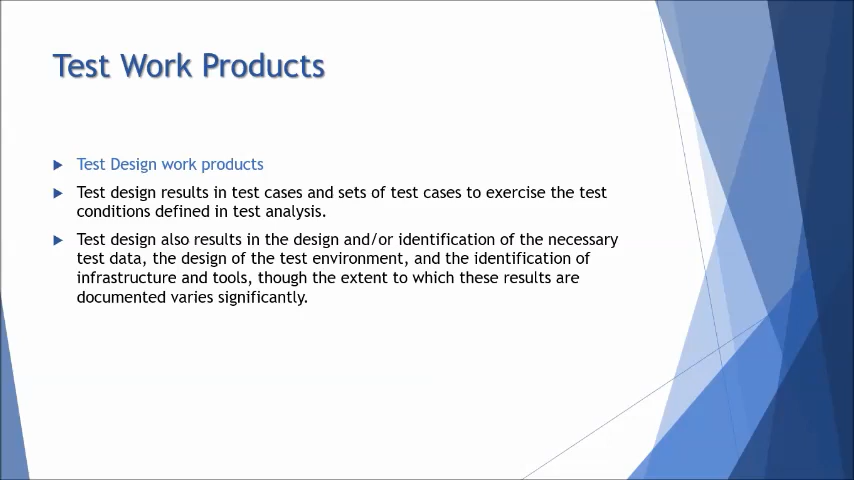 Test Work Products
Test Design work products
Test design results in test cases and sets of test cases to exercise the test
conditions defined in test analysis.
Test design also results in the design and/or identification of the necessary
test data, the design of the test environment, and the identification of
infrastructure and tools, though the extent to which these results are
documented varies significantly.